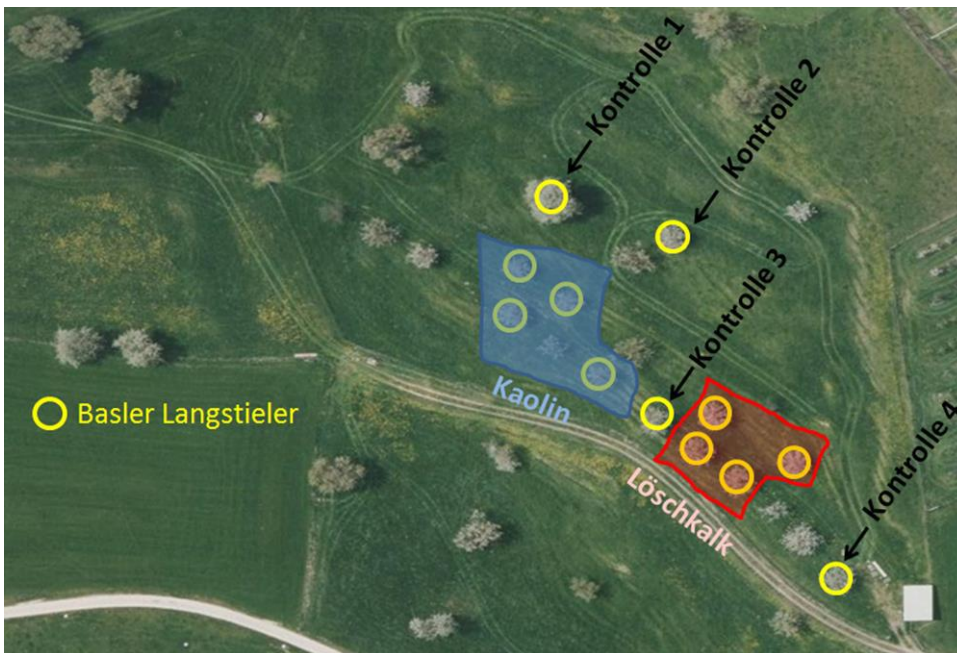 Kontrolle 1
Kontrolle 2
Kontrolle 3
Kaolin
Basler Langstieler
Löschkalk
Kontrolle 4